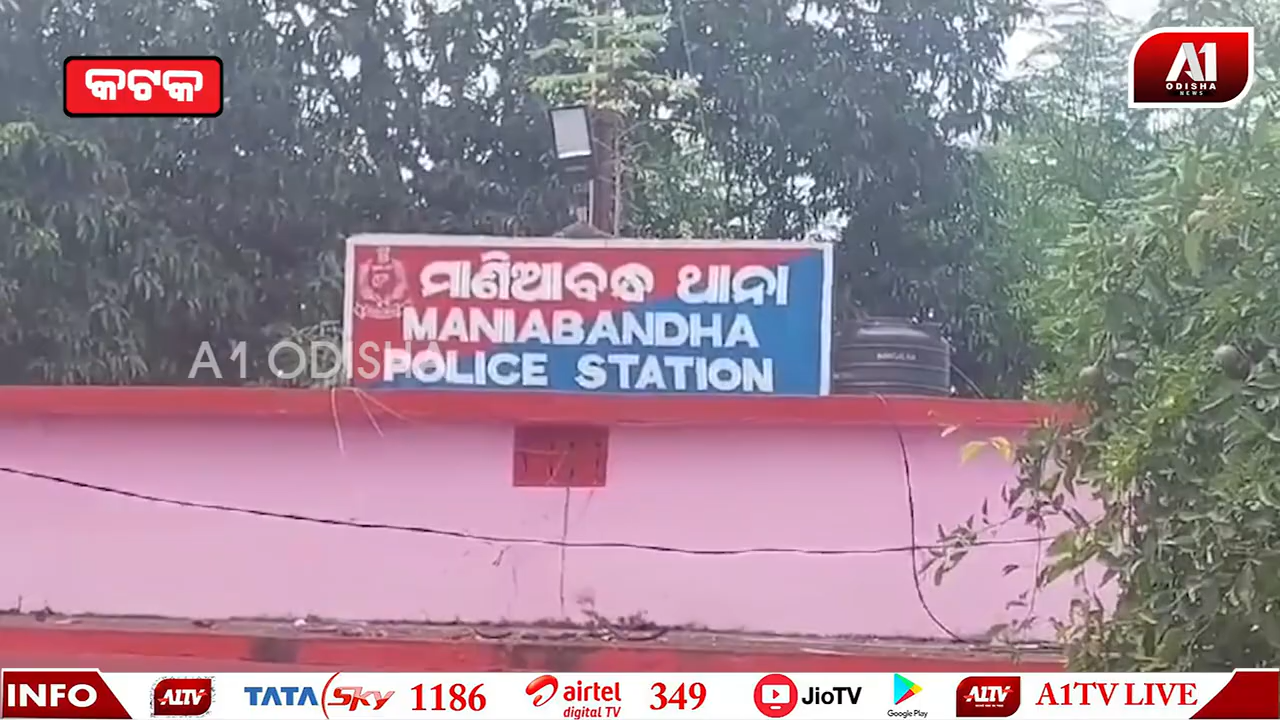 କଟକ
A1
ODISHA
NEWS
ମାଣିଆବନ୍ଧ ଥାନା
MANIABANDHA
POLICE STATION
A1 ODISHA
INFO
A1TV
TATA Sky 1186
airtel
digital TV
349
JioTV
Google Play
A1TV
A1TV LIVE